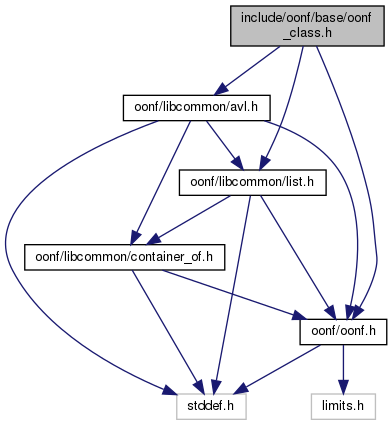 include/oonf/base/oonf
_class.h
oonf/libcommon/avl.h
oonf/libcommon/list.h
oonf/libcommon/container_of.h
oonf/oonf.h
stddef.h
limits.h